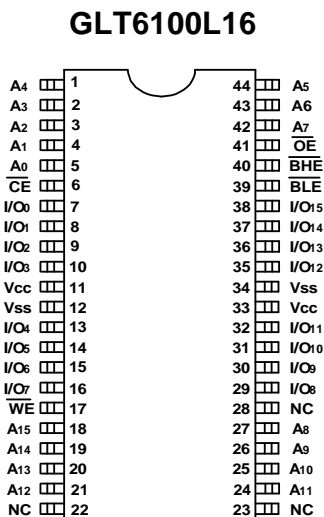 GLT6100L16
A4 1 44 A5
A3 2 43 A6
A2 3 42 A7
A1 4 41 OE
A0 5 40 BHE
CE 6 39 BLE
I/O0 7 38 I/O15
I/O1 8 37 I/O14
I/O2 9 36 I/O13
I/O3 10 35 I/O12
Vcc 11 34 Vss
Vss 12 33 Vcc
I/O4 13 32 I/O11
I/O5 14 31 I/O10
I/O6 15 30 I/O9
I/O7 16 29 I/O8
WE 17 28 NC
A15 18 27 A8
A14 19 26 A9
A13 20 25 A10
A12 21 24 A11
NC 22 23 NC